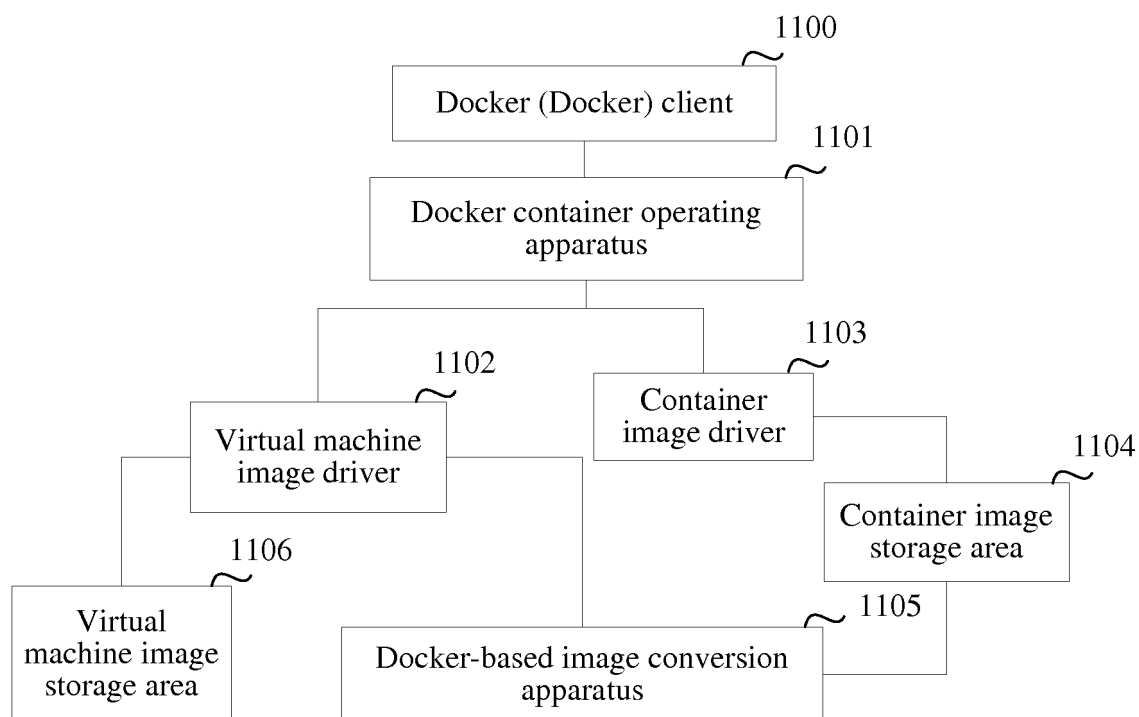 1100
Docker (Docker) client
1101
Docker container operating
apparatus
1103
1102
Container
image driver
Virtual machine
image driver
1104
Container image
storage area
1106
1105
Virtual
machine image
storage area
Docker-based image conversion
apparatus